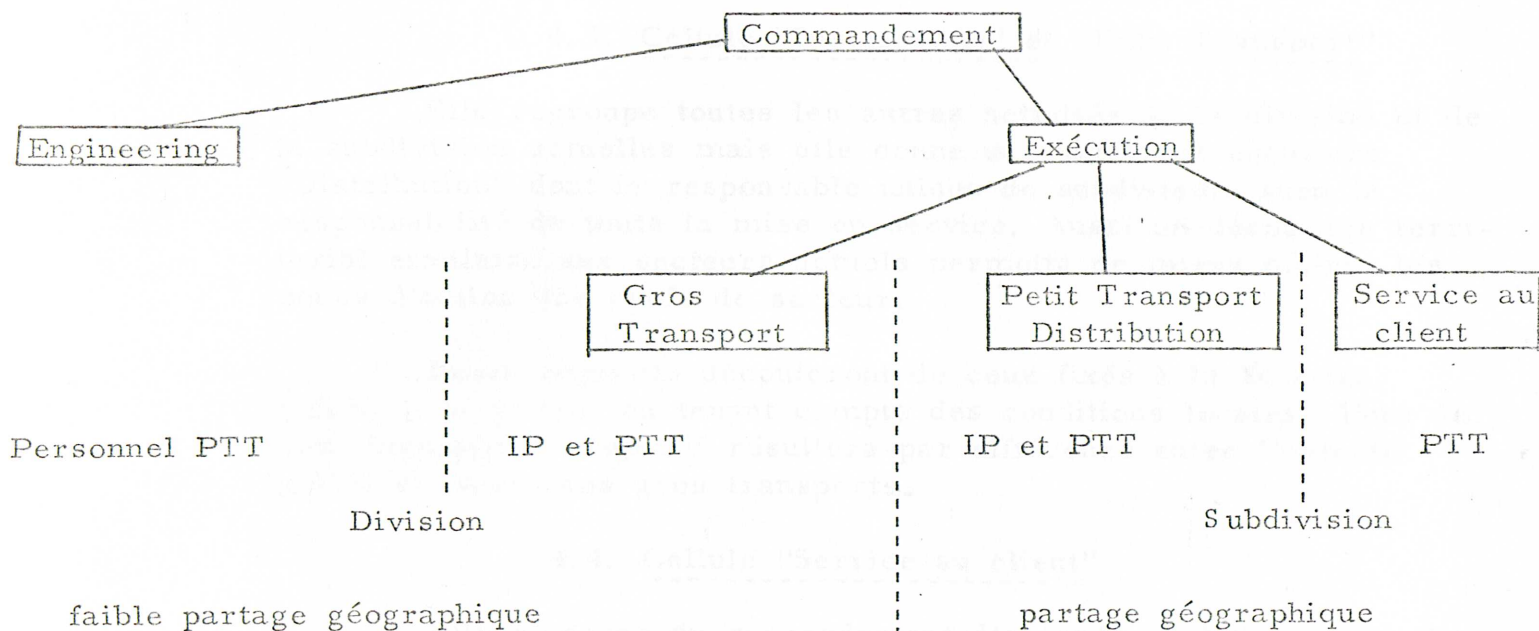 Commandement
Engineering
Exécution
Gros
Transport
Petit Transport
Distribution
Service au
client
Personnel PTT
IP et PTT
IP et PTT
PTT
Division
Subdivision
faible partage géographique
partage géographique